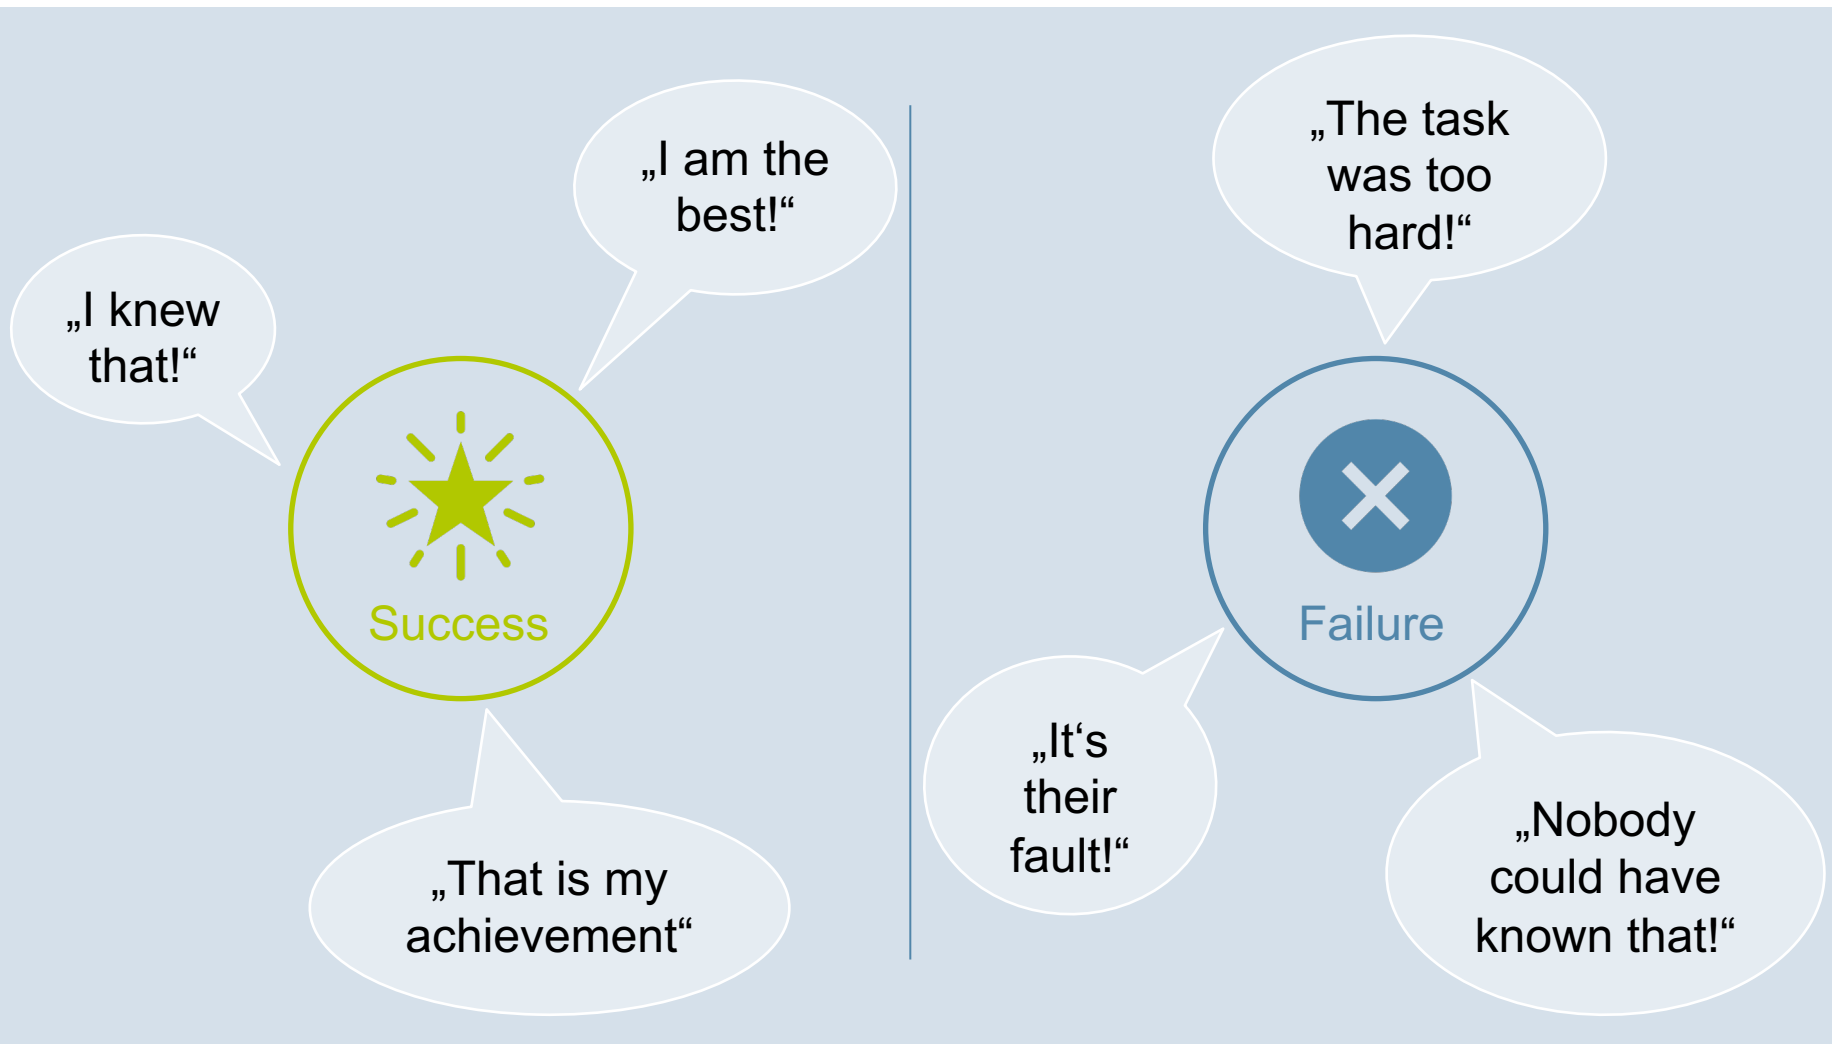 „I knew
that!“
„I am the
best!“
Success
„That is my
achievement“
„The task
was too
hard!“
Failure
„It‘s
their
fault!“
„Nobody
could have
known that!“